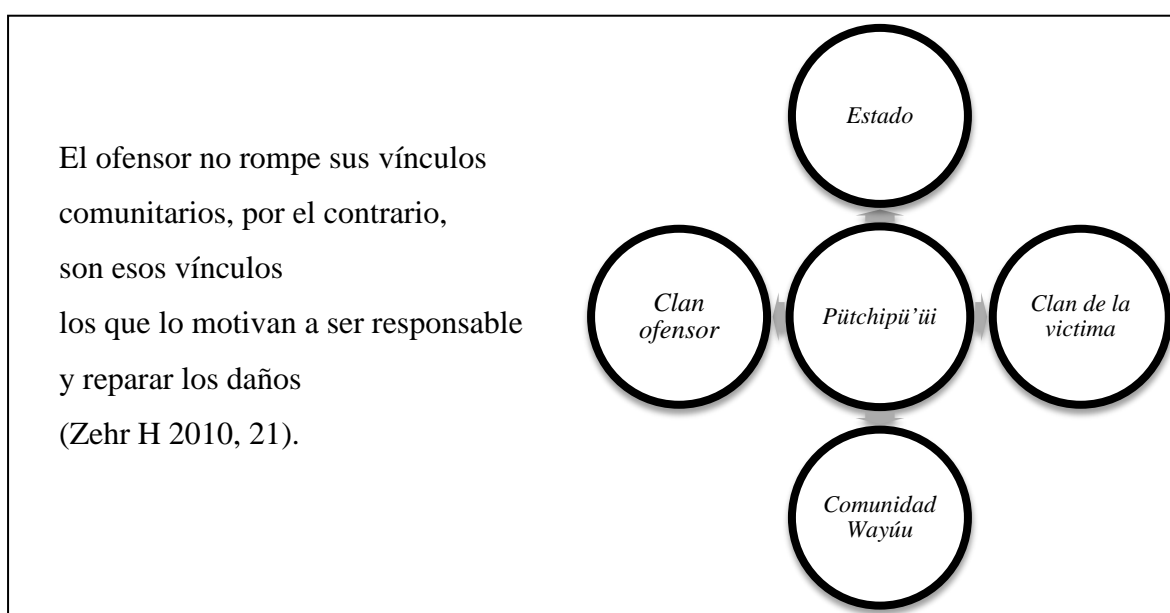 El ofensor no rompe sus vínculos
comunitarios, por el contrario,
son esos vínculos
los que lo motivan a ser responsable
y reparar los daños
(Zehr H 2010, 21).
Estado
Clan
ofensor
Pütchipü’üi
Clan de la
victima
Comunidad
Wayúu